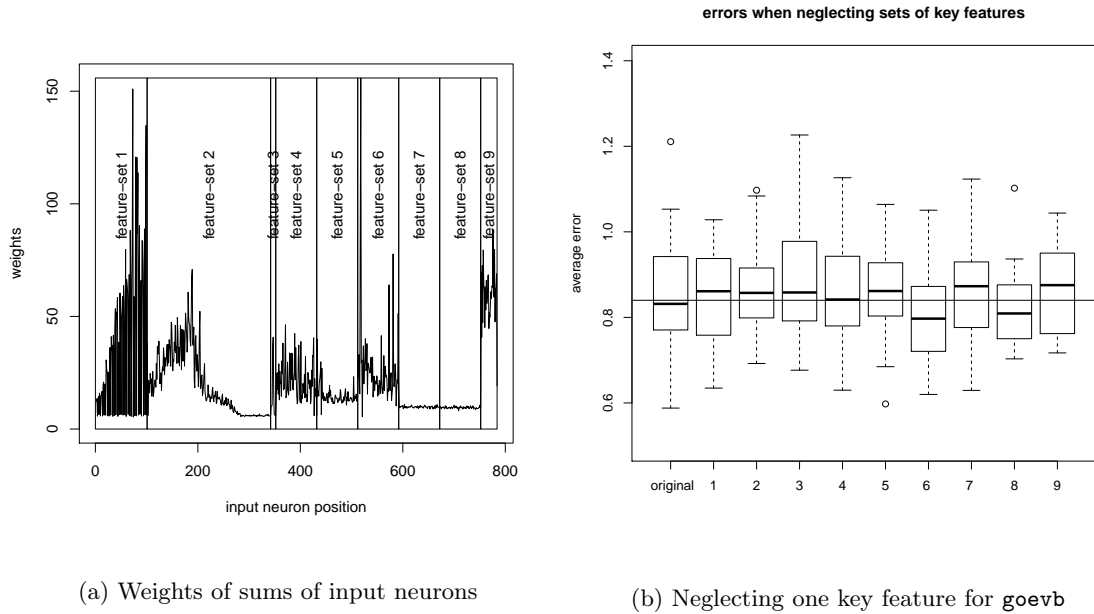 errors when neglecting sets of key features
150
100
50
0
weights
feature-set 1
feature-set 2
feature-set 3
feature-set 4
feature-set 5
feature-set 6
feature-set 7
feature-set 8
feature-set 9
0 200 400 600 800
input neuron position
1.4
1.2
1.0
0.8
0.6
average error
original 1 2 3 4 5 6 7 8 9
(a) Weights of sums of input neurons
(b) Neglecting one key feature for goevb